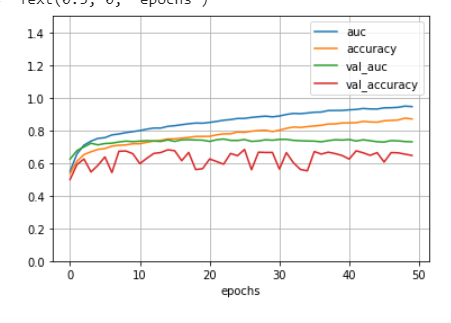 Text(0.5, 0, 'epochs')
1.4
1.2
1.0
0.8
0.6
0.4
0.2
0.0
auc
accuracy
val_auc
val_accuracy
0 10 20 30 40 50
epochs